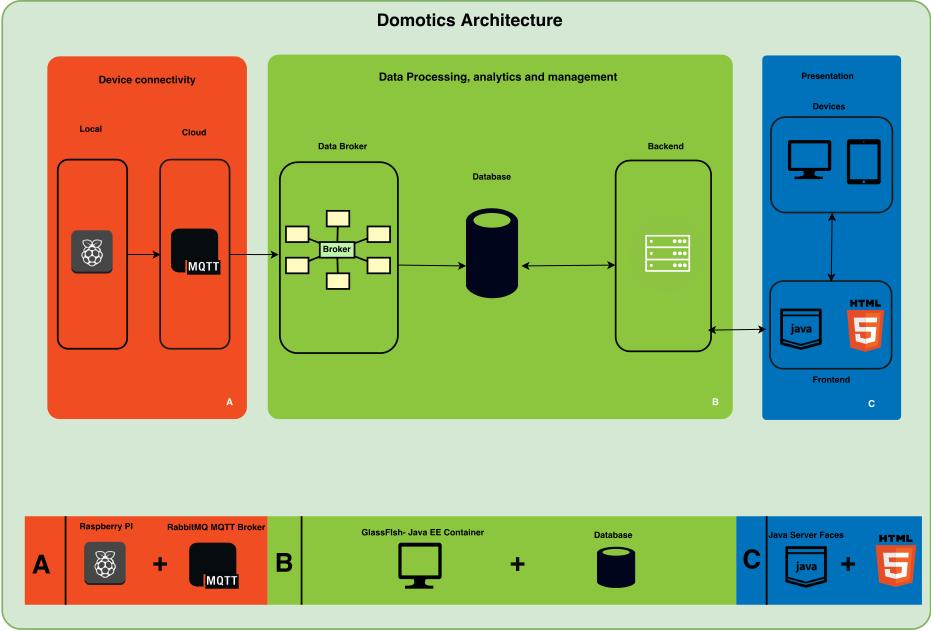 Domotics Architecture
Device connectivity
Local
Cloud
MQTT
A
Data Processing, analytics and management
Data Broker
Broker
Database
Backend
B
Presentation
Devices
HTML
java
5
Frontend
C
A
Raspberry PI
+
RabbitMQ MQTT Broker
MQTT
B
GlassFIsh- Java EE Container
+
Database
C
Java Server Faces
java
+
HTML
5